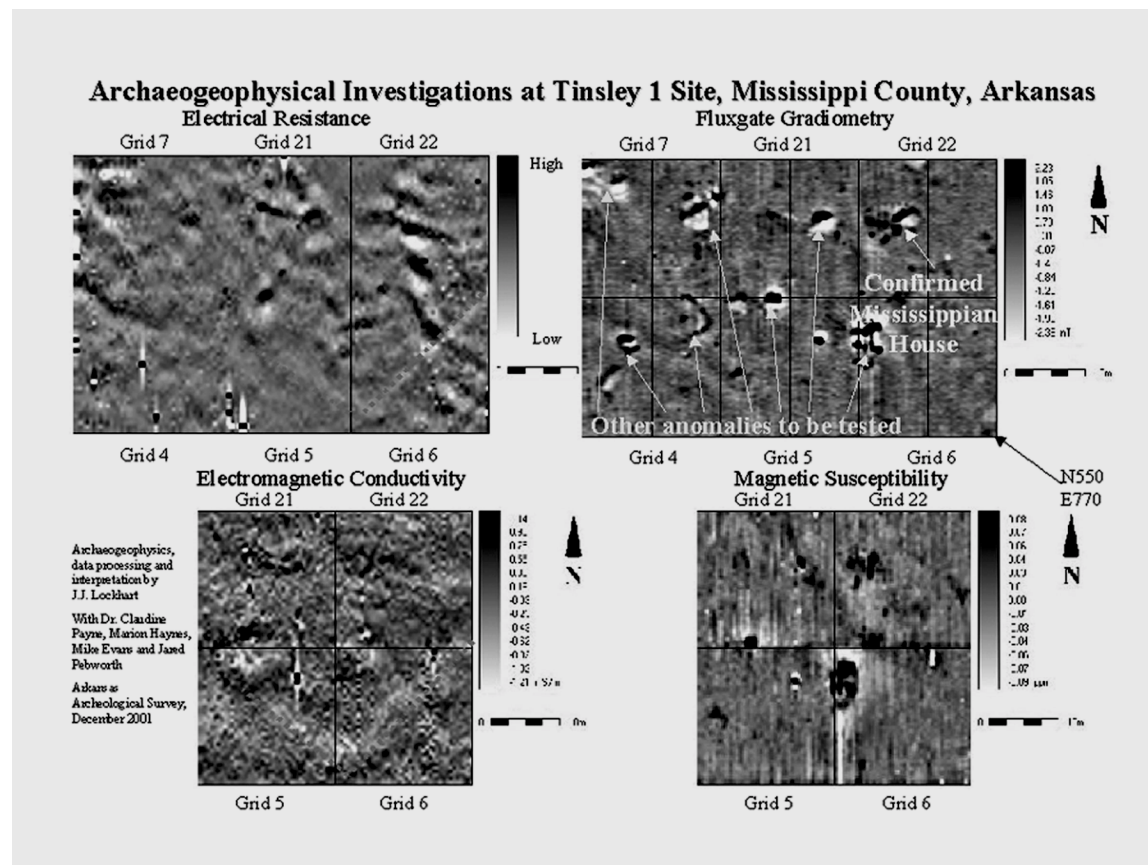 Archaeogeophysical Investigations at Tinsley 1 Site, Mississippi County, Arkansas
Electrical Resistance
Grid 7 Grid 21 Grid 22
High
Low
Grid 4 Grid 5 Grid 6
Fluxgate Gradiometry
Grid 7 Grid 21 Grid 22
N
Confirmed
Mississippian
House
Other anomalies to be tested
Grid 4 Grid 5 Grid 6
N550
E770
Electromagnetic Conductivity
Grid 21 Grid 22
N
Grid 5 Grid 6
Archaeogeophysics,
data processing and
interpretation by
J.J. Lockhart
With Dr. Claudine
Payne, Marion Haynes,
Mike Evans and Jared
Pebworth
Arkansas
Archeological Survey,
December 2001
Magnetic Susceptibility
Grid 21 Grid 22
N
Grid 5 Grid 6